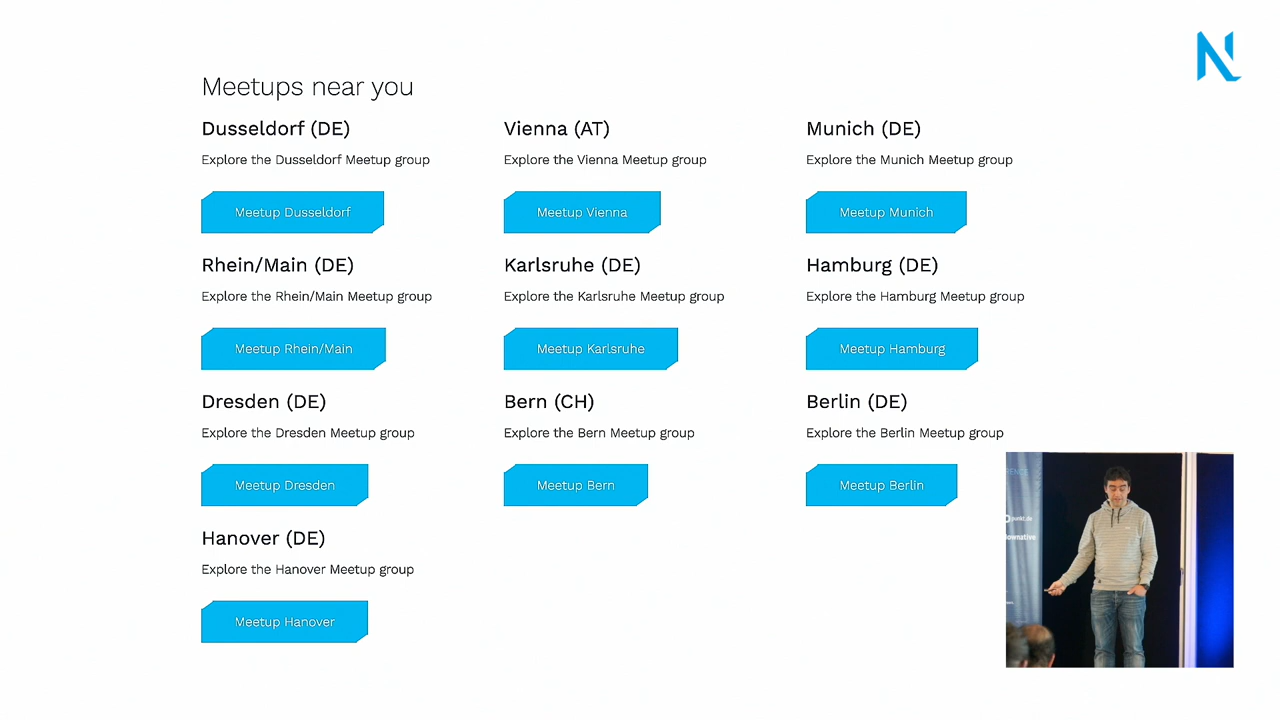 Meetups near you
Dusseldorf (DE)
Explore the Dusseldorf Meetup group
Meetup Dusseldorf
Vienna (AT)
Explore the Vienna Meetup group
Meetup Vienna
Munich (DE)
Explore the Munich Meetup group
Meetup Munich
Rhein/Main (DE)
Explore the Rhein/Main Meetup group
Meetup Rhein/Main
Karlsruhe (DE)
Explore the Karlsruhe Meetup group
Meetup Karlsruhe
Hamburg (DE)
Explore the Hamburg Meetup group
Meetup Hamburg
Dresden (DE)
Explore the Dresden Meetup group
Meetup Dresden
Bern (CH)
Explore the Bern Meetup group
Meetup Bern
Berlin (DE)
Explore the Berlin Meetup group
Meetup Berlin
Hanover (DE)
Explore the Hanover Meetup group
Meetup Hanover
punkt.de